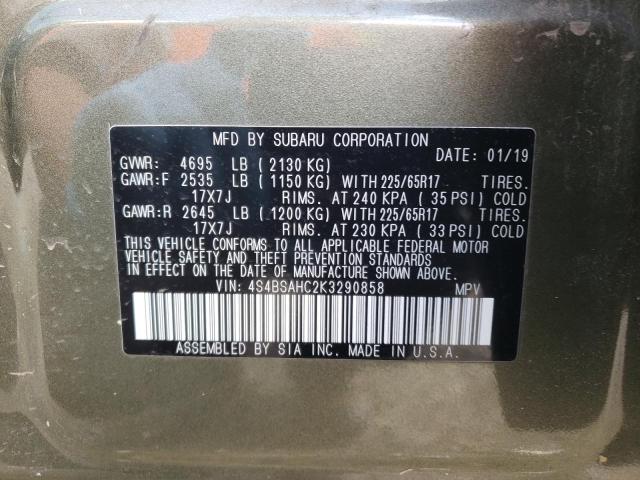 MFD BY SUBARU CORPORATION
GVWR: 4695 LB ( 2130 KG) DATE: 01/19
GAWR:F 2535 LB ( 1150 KG) WITH 225/65R17 TIRES.
17X7J RIMS. AT 240 KPA ( 35 PSI) COLD
GAWR:R 2645 LB ( 1200 KG) WITH 225/65R17 TIRES.
17X7J RIMS. AT 230 KPA ( 33 PSI) COLD
THIS VEHICLE CONFORMS TO ALL APPLICABLE FEDERAL MOTOR
VEHICLE SAFETY AND THEFT PREVENTION STANDARDS
IN EFFECT ON THE DATE OF MANUFACTURE SHOWN ABOVE.
VIN: 4S4BSAHC2K3290858 MPV
ASSEMBLED BY SIA INC. MADE IN U.S.A.